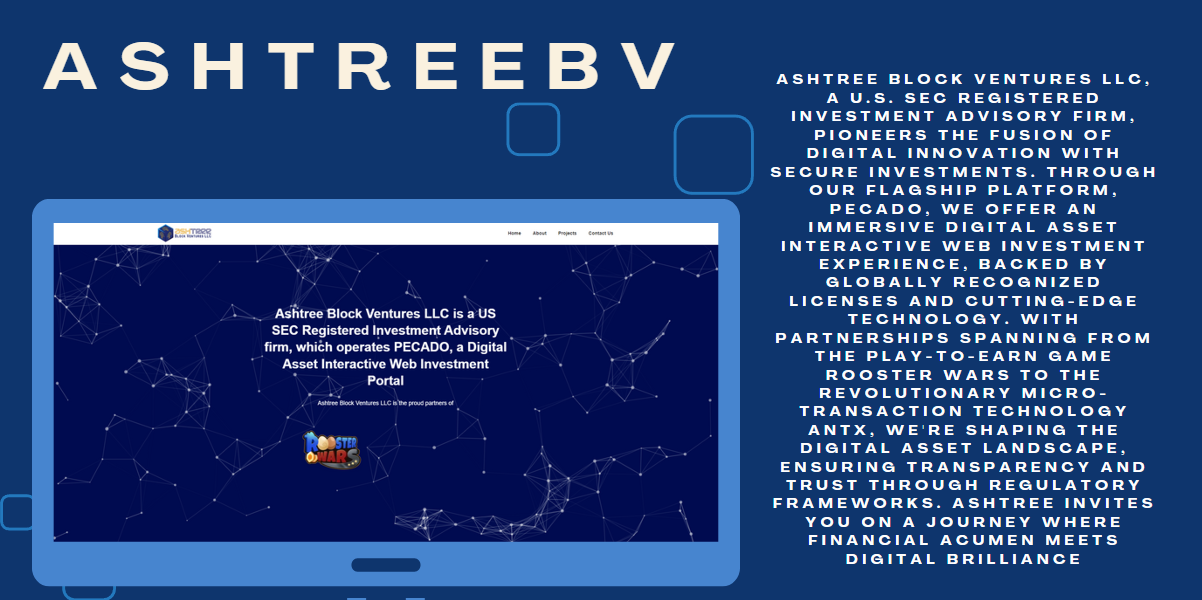 ASHTREEBV
ASHTREE BLOCK VENTURES LLC,
A U.S. SEC REGISTERED
INVESTMENT ADVISORY FIRM,
PIONEERS THE FUSION OF
DIGITAL INNOVATION WITH
SECURE INVESTMENTS. THROUGH
OUR FLAGSHIP PLATFORM,
PECADO, WE OFFER AN
IMMERSIVE DIGITAL ASSET
INTERACTIVE WEB INVESTMENT
EXPERIENCE, BACKED BY
GLOBALLY RECOGNIZED
LICENSES AND CUTTING-EDGE
TECHNOLOGY. WITH
PARTNERSHIPS SPANNING FROM
THE PLAY-TO-EARN GAME
ROOSTER WARS TO THE
REVOLUTIONARY MICRO-
TRANSACTION TECHNOLOGY
ANTX, WE'RE SHAPING THE
DIGITAL ASSET LANDSCAPE,
ENSURING TRANSPARENCY AND
TRUST THROUGH REGULATORY
FRAMEWORKS. ASHTREE INVITES
YOU ON A JOURNEY WHERE
FINANCIAL ACUMEN MEETS
DIGITAL BRILLIANCE
ASHTREE
BLOCK VENTURES LLC
Home About Projects Contact Us
Ashtree Block Ventures LLC is a US
SEC Registered Investment Advisory
firm, which operates PECADO, a Digital
Asset Interactive Web Investment
Portal
Ashtree Block Ventures LLC is the proud partners of
ROOSTER
WARS